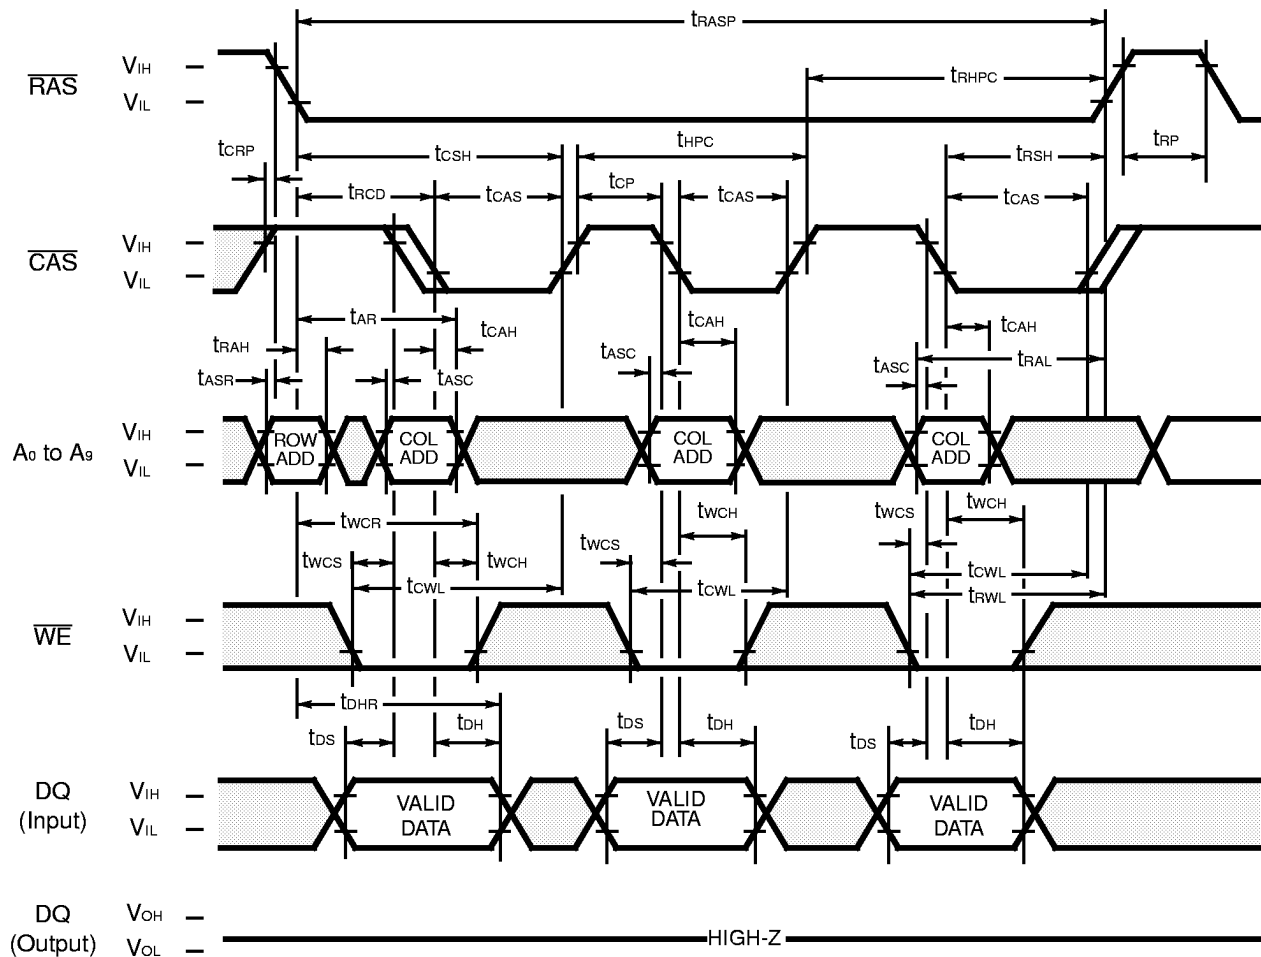 tRASP
RAS
VIH
VIL
tRHPC
tCRP
tCSH
tHPC
tRSH
tRP
tRCD
tCAS
tCP
tCAS
tCAS
CAS
VIH
VIL
tAR
tCAH
tCAH
tCAH
tRAH
tASC
tRAL
tASR
tASC
tASC
A0 to A9
VIH
VIL
ROW
ADD
COL
ADD
COL
ADD
COL
ADD
tWCR
tWCH
tWCS
tWCH
tWCS
tWCH
tWCS
tCWL
tCWL
tCWL
tRWL
WE
VIH
VIL
tDHR
tDS
tDH
tDS
tDH
tDS
tDH
DQ
(Input)
VIH
VIL
VALID
DATA
VALID
DATA
VALID
DATA
DQ
(Output)
VOH
VOL
HIGH-Z